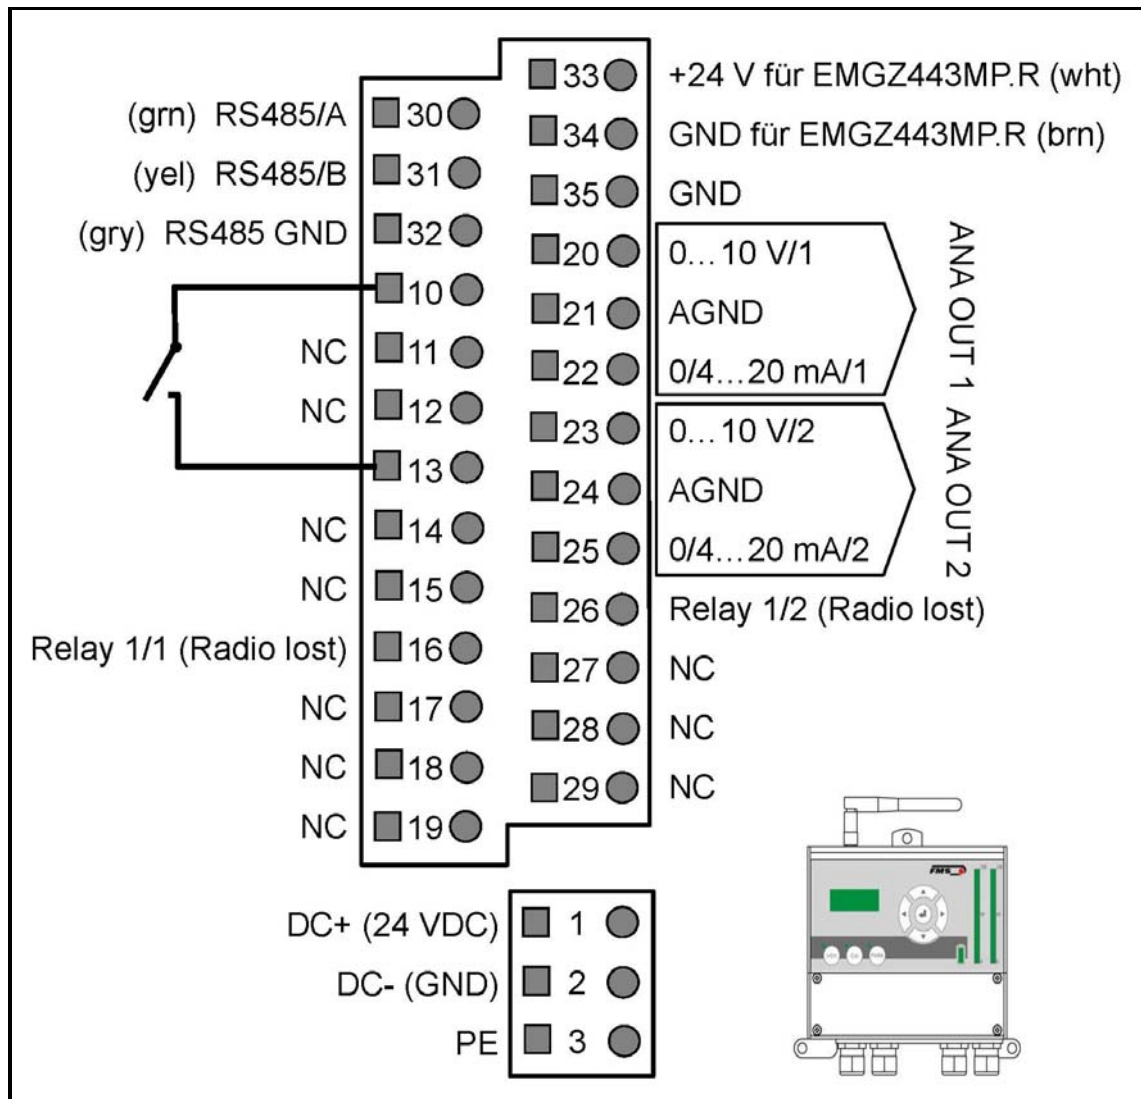 (grn) RS485/A 30
(yel) RS485/B 31
(gry) RS485 GND 32
10
NC 11
NC 12
13
NC 14
NC 15
Relay 1/1 (Radio lost) 16
NC 17
NC 18
NC 19
33 +24 V für EMGZ443MP.R (wht)
34 GND für EMGZ443MP.R (brn)
35 GND
20 0...10 V/1
21 AGND
22 0/4...20 mA/1
ANA OUT 1
23 0...10 V/2
24 AGND
25 0/4...20 mA/2
ANA OUT 2
26 Relay 1/2 (Radio lost)
27 NC
28 NC
29 NC
DC+ (24 VDC) 1
DC- (GND) 2
PE 3
FMS